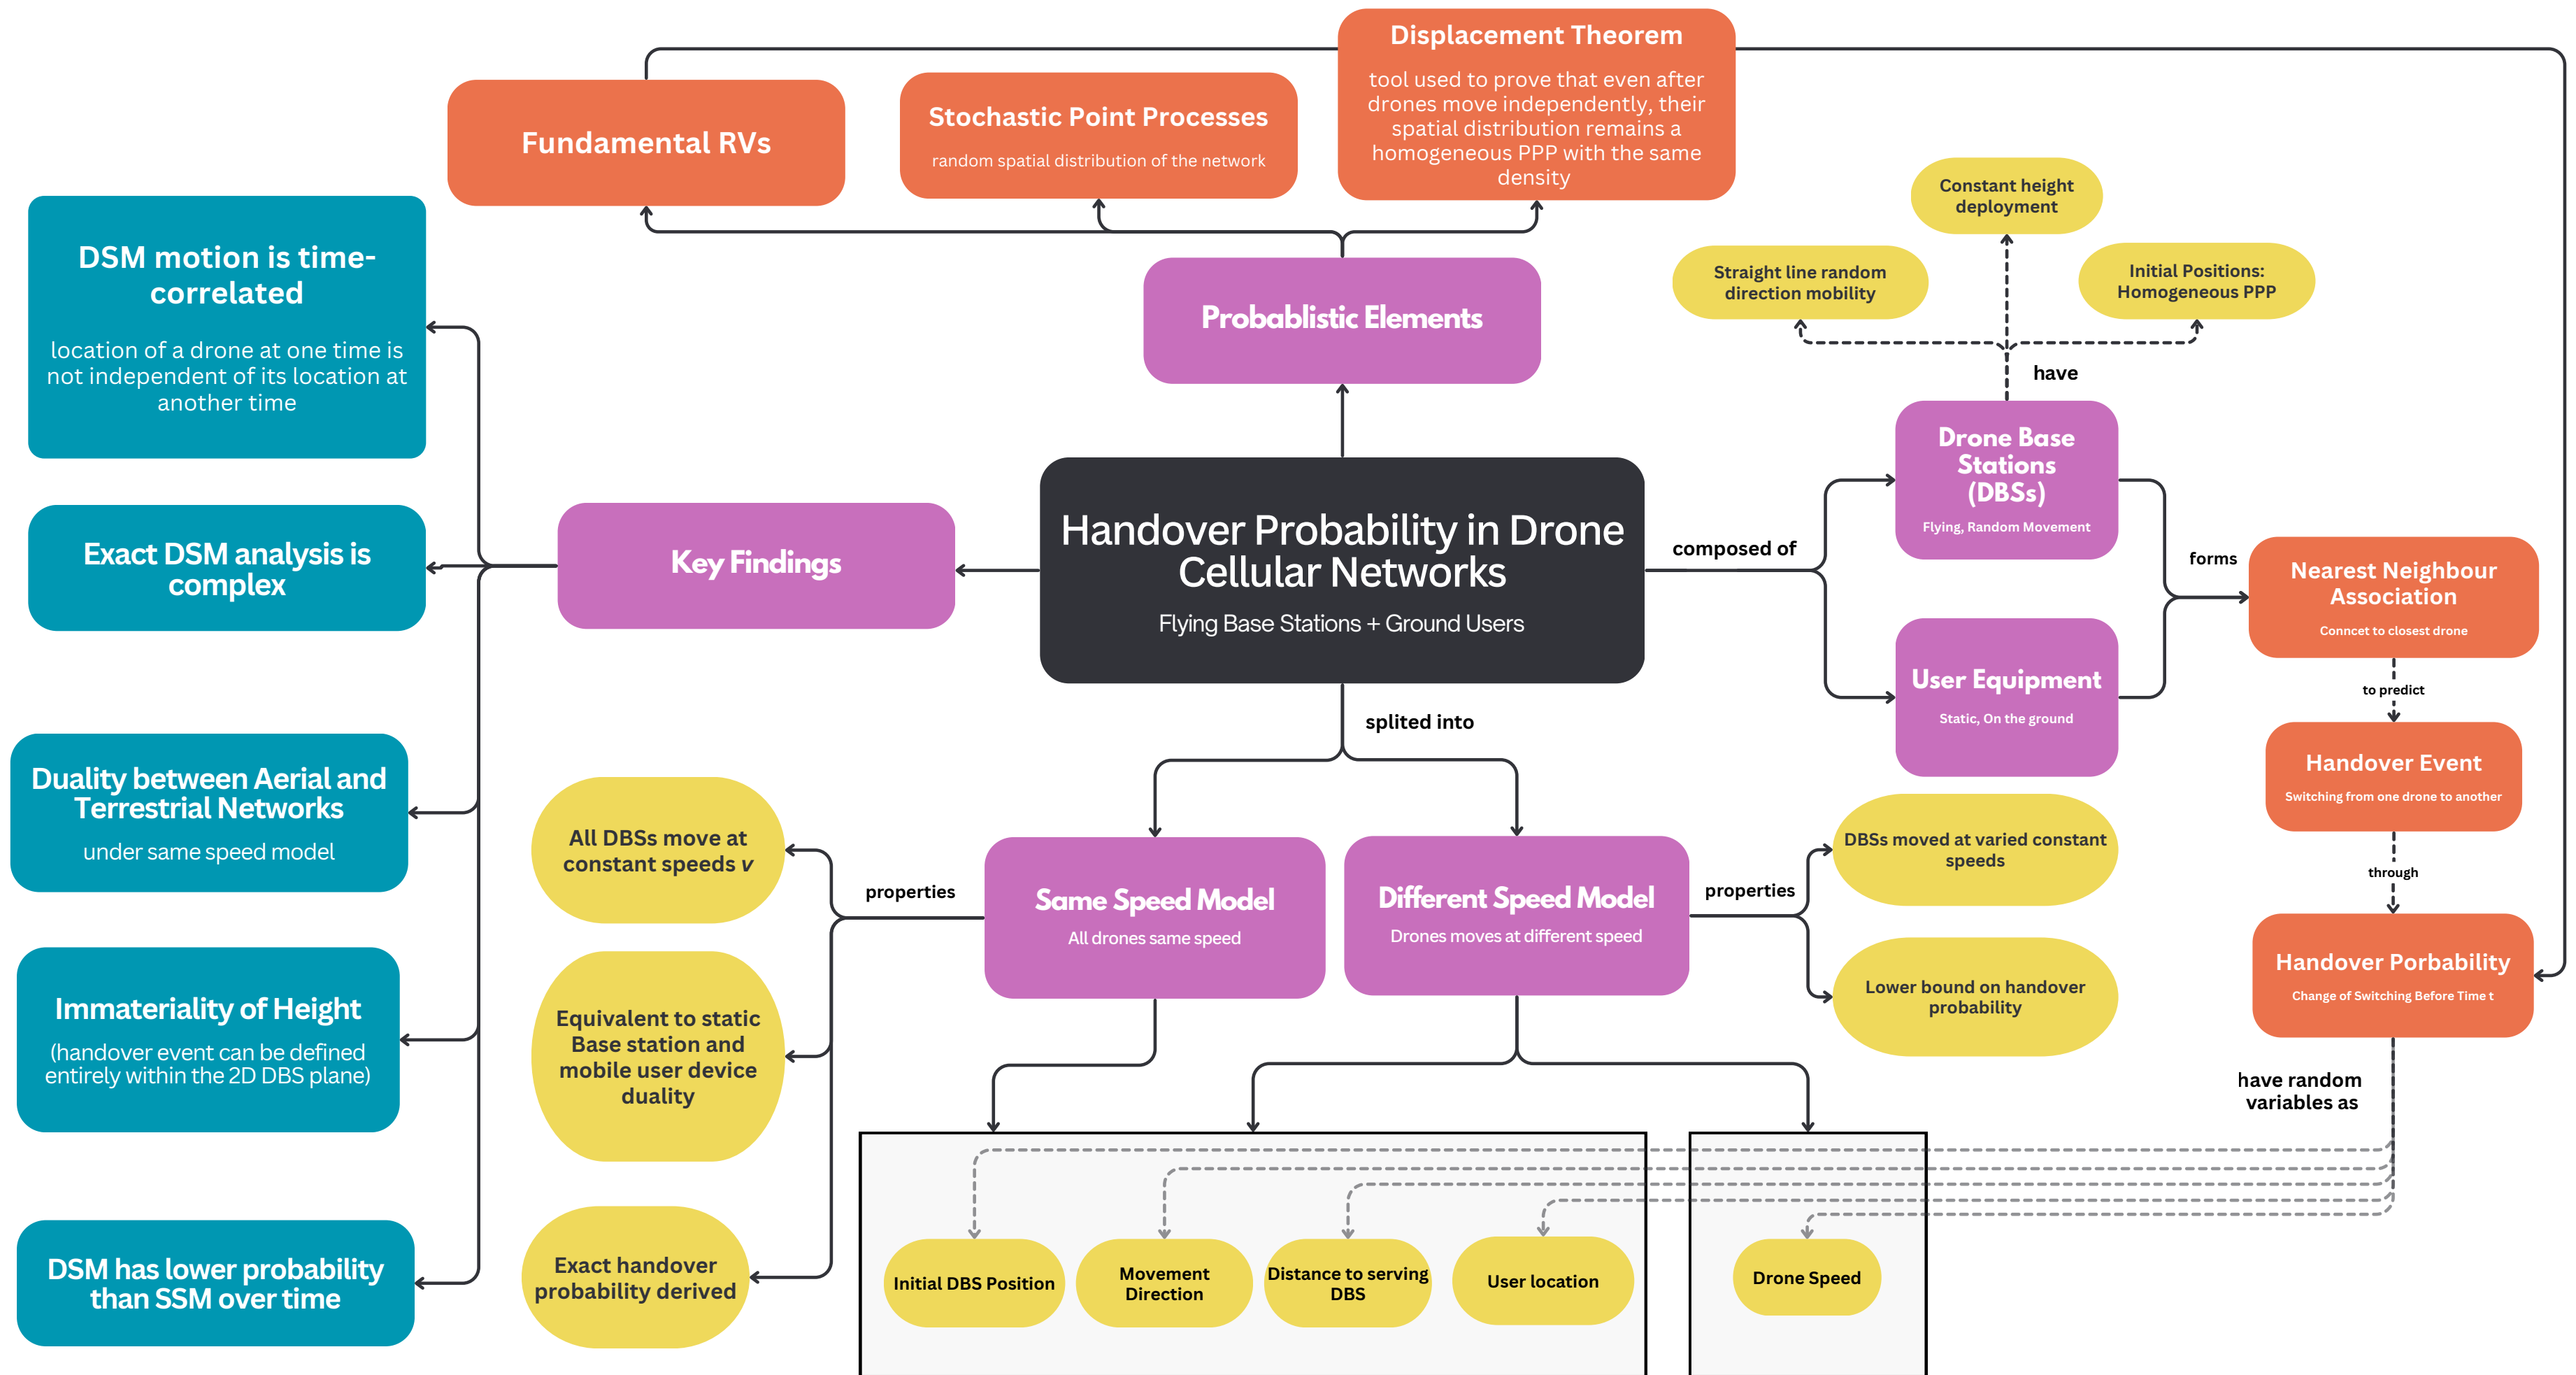 Displacement Theorem
tool used to prove that even after
drones move independently, their
spatial distribution remains a
homogeneous PPP with the same
density
Fundamental RVs
Stochastic Point Processes
random spatial distribution of the network
Constant height
deployment
Straight line random
direction mobility
Initial Positions:
Homogeneous PPP
DSM motion is time-
correlated
location of a drone at one time is
not independent of its location at
another time
Probablistic Elements
have
Drone Base
Stations
(DBSs)
Flying, Random Movement
Exact DSM analysis is
complex
Key Findings
Handover Probability in Drone
Cellular Networks
Flying Base Stations + Ground Users
composed of
forms
Nearest Neighbour
Association
Conncet to closest drone
User Equipment
Static, On the ground
to predict
splited into
Handover Event
Switching from one drone to another
through
Duality between Aerial and
Terrestrial Networks
under same speed model
All DBSs move at
constant speeds v
properties
Same Speed Model
All drones same speed
Different Speed Model
Drones moves at different speed
properties
DBSs moved at varied constant
speeds
Lower bound on handover
probability
Handover Porbability
Change of Switching Before Time t
Immateriality of Height
(handover event can be defined
entirely within the 2D DBS plane)
Equivalent to static
Base station and
mobile user device
duality
have random
variables as
DSM has lower probability
than SSM over time
Exact handover
probability derived
Initial DBS Position
Movement
Direction
Distance to serving
DBS
User location
Drone Speed